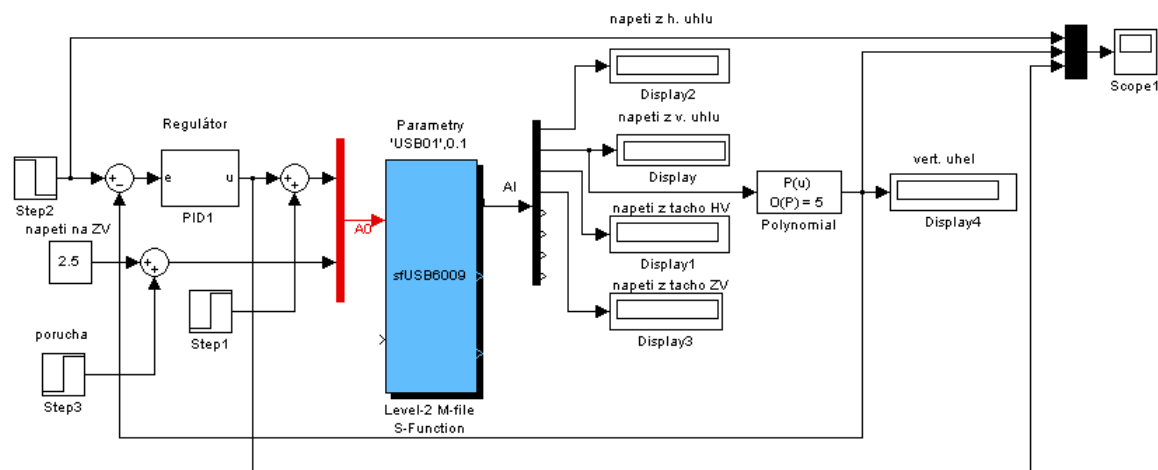 napeti z h. uhlu
Scope1
Display2
Regulátor
Parametry
'USB01',0.1
napeti z v. uhlu
vert. uhel
Step2
e
u
PID1
AI
Display
P(u)
O(P) = 5
Polynomial
Display4
napeti na ZV
2.5
A0
napeti z tacho HV
Display1
sfUSB6009
napeti z tacho ZV
Step1
Display3
porucha
Step3
Level-2 M-file
S-Function